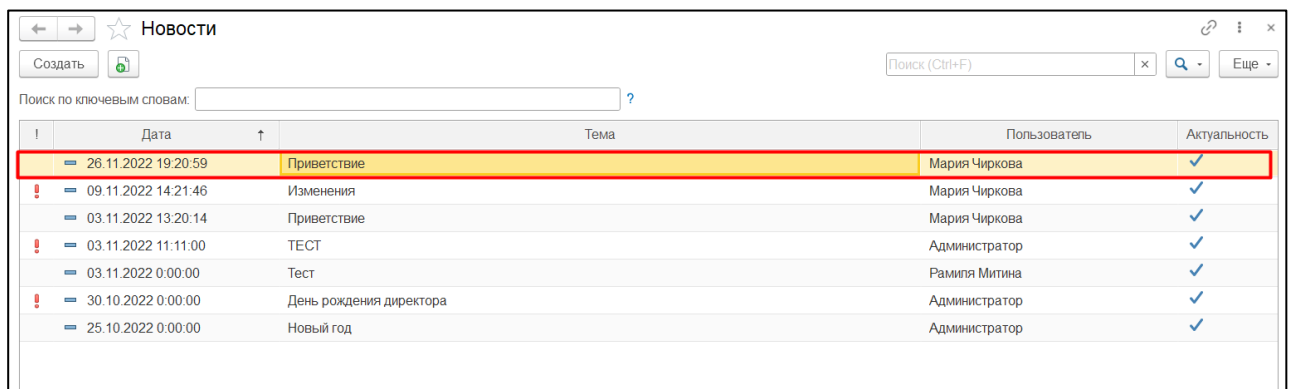 Новости
Создать Поиск (Ctrl+F) × Еще
Поиск по ключевым словам: ?
! Дата ↑ Тема Пользователь Актуальность
26.11.2022 19:20:59 Приветствие Мария Чиркова
09.11.2022 14:21:46 Изменения Мария Чиркова
03.11.2022 13:20:14 Приветствие Мария Чиркова
03.11.2022 11:11:00 ТЕСТ Администратор
03.11.2022 0:00:00 Тест Рамиля Митина
30.10.2022 0:00:00 День рождения директора Администратор
25.10.2022 0:00:00 Новый год Администратор